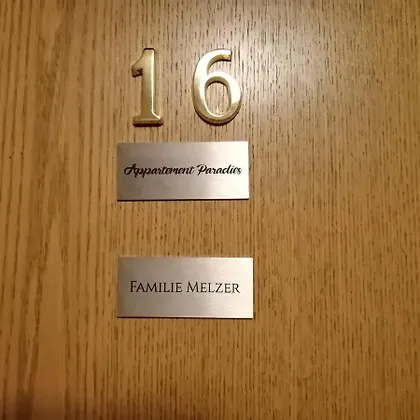 16
Appartement Paradies
FAMILIE MELZER